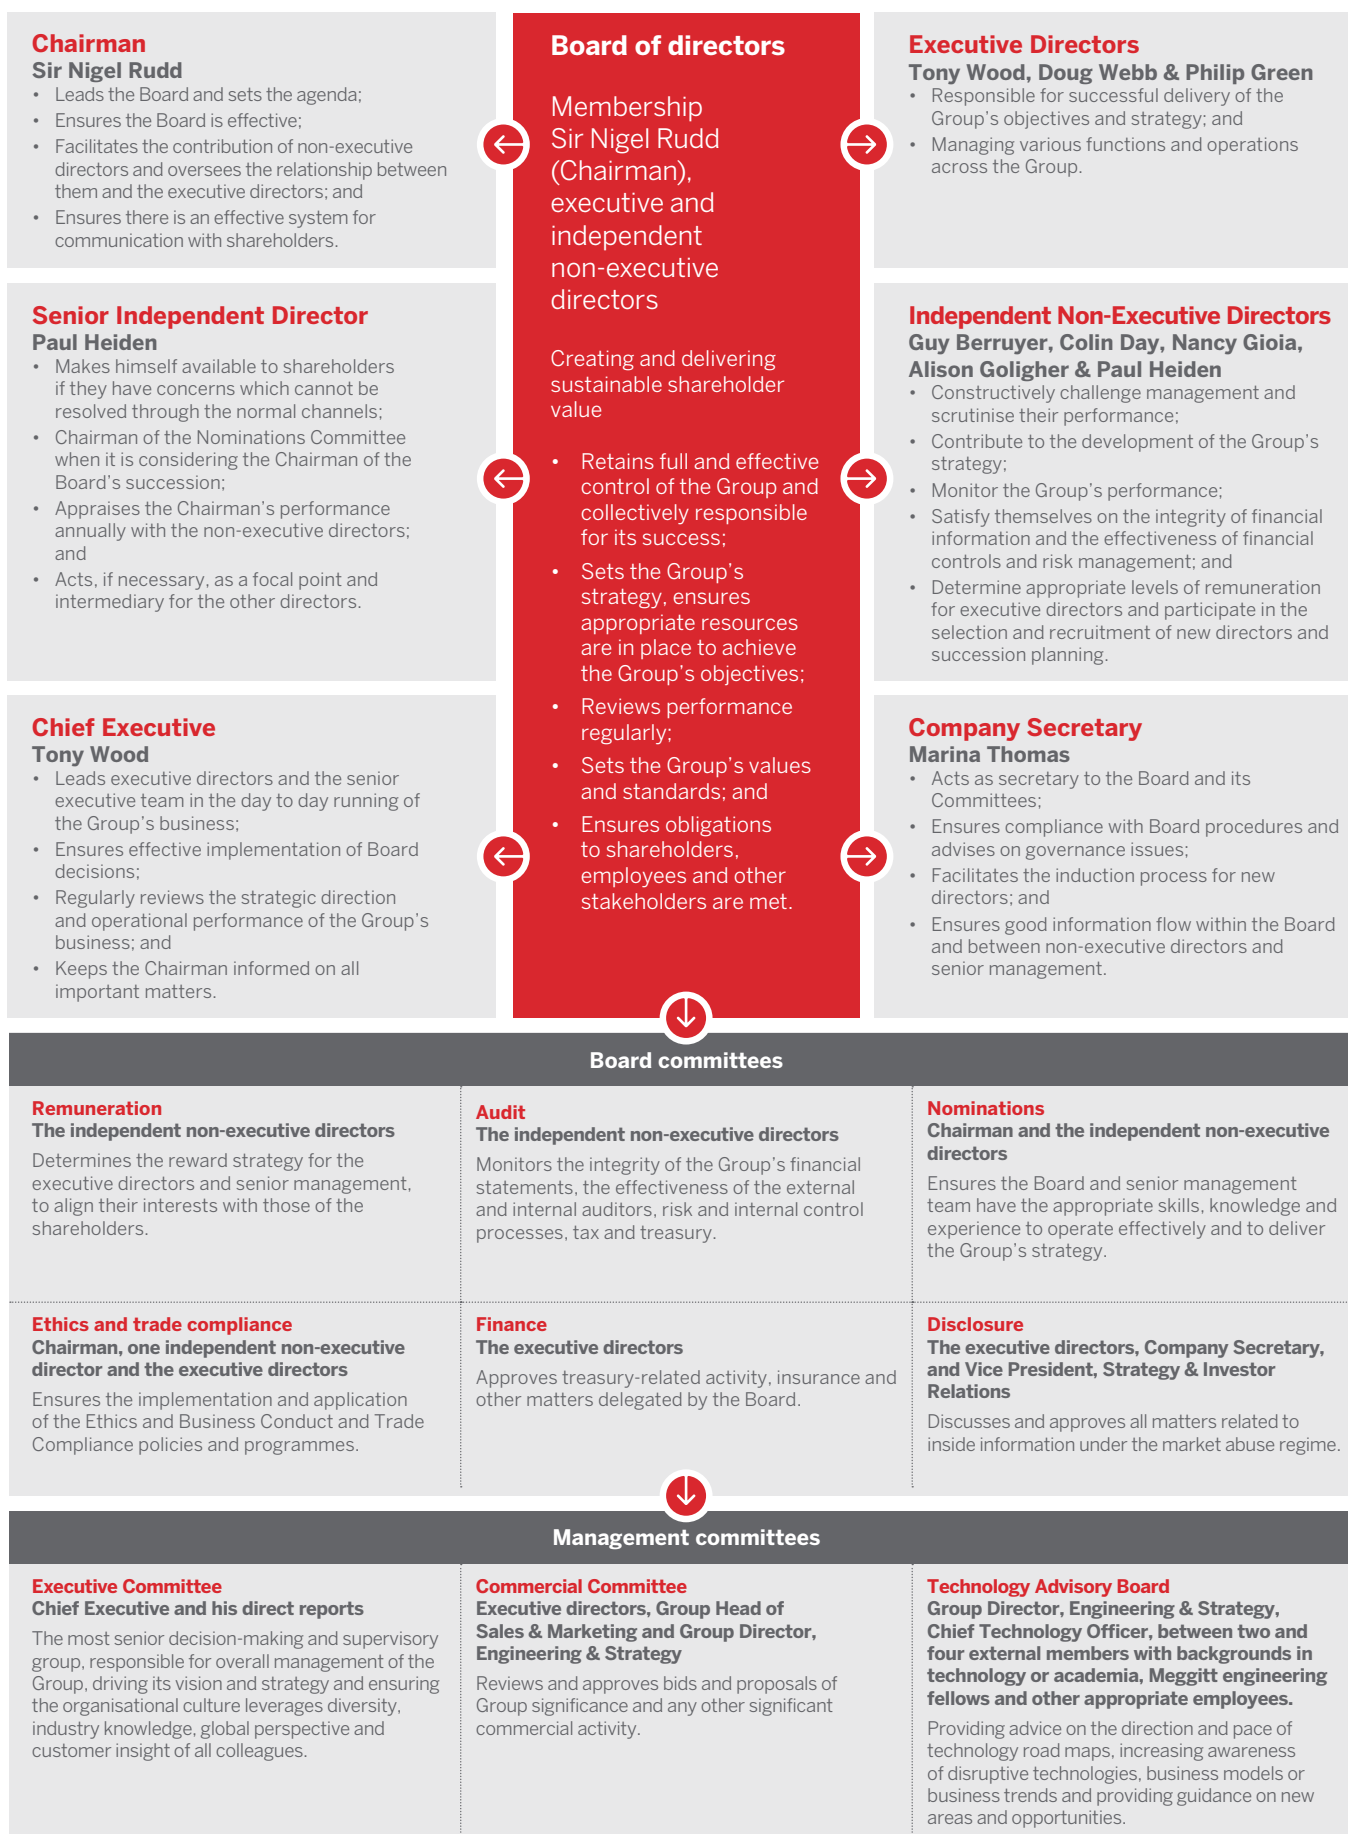 Chairman
Sir Nigel Rudd
• Leads the Board and sets the agenda;
• Ensures the Board is effective;
• Facilitates the contribution of non-executive
directors and oversees the relationship between
them and the executive directors; and
• Ensures there is an effective system for
communication with shareholders.
Senior Independent Director
Paul Heiden
• Makes himself available to shareholders
if they have concerns which cannot be
resolved through the normal channels;
• Chairman of the Nominations Committee
when it is considering the Chairman of the
Board's succession;
• Appraises the Chairman's performance
annually with the non-executive directors;
and
• Acts, if necessary, as a focal point and
intermediary for the other directors.
Chief Executive
Tony Wood
• Leads executive directors and the senior
executive team in the day to day running of
the Group's business;
• Ensures effective implementation of Board
decisions;
• Regularly reviews the strategic direction
and operational performance of the Group's
business; and
• Keeps the Chairman informed on all
important matters.
Board of directors
Membership
Sir Nigel Rudd
(Chairman),
executive and
independent
non-executive
directors
Creating and delivering
sustainable shareholder
value
• Retains full and effective
control of the Group and
collectively responsible
for its success;
• Sets the Group's
strategy, ensures
appropriate resources
are in place to achieve
the Group's objectives;
• Reviews performance
regularly;
• Sets the Group's values
and standards; and
• Ensures obligations
to shareholders,
employees and other
stakeholders are met.
Executive Directors
Tony Wood, Doug Webb & Philip Green
• Responsible for successful delivery of the
Group's objectives and strategy; and
• Managing various functions and operations
across the Group.
Independent Non-Executive Directors
Guy Berruyer, Colin Day, Nancy Gioia,
Alison Goligher & Paul Heiden
• Constructively challenge management and
scrutinise their performance;
• Contribute to the development of the Group's
strategy;
• Monitor the Group's performance;
• Satisfy themselves on the integrity of financial
information and the effectiveness of financial
controls and risk management; and
• Determine appropriate levels of remuneration
for executive directors and participate in the
selection and recruitment of new directors and
succession planning.
Company Secretary
Marina Thomas
• Acts as secretary to the Board and its
Committees;
• Ensures compliance with Board procedures and
advises on governance issues;
• Facilitates the induction process for new
directors; and
• Ensures good information flow within the Board
and between non-executive directors and
senior management.
Board committees
Remuneration
The independent non-executive directors
Determines the reward strategy for the
executive directors and senior management,
to align their interests with those of the
shareholders.
Audit
The independent non-executive directors
Monitors the integrity of the Group's financial
statements, the effectiveness of the external
and internal auditors, risk and internal control
processes, tax and treasury.
Nominations
Chairman and the independent non-executive
directors
Ensures the Board and senior management
team have the appropriate skills, knowledge and
experience to operate effectively and to deliver
the Group's strategy.
Ethics and trade compliance
Chairman, one independent non-executive
director and the executive directors
Ensures the implementation and application
of the Ethics and Business Conduct and Trade
Compliance policies and programmes.
Finance
The executive directors
Approves treasury-related activity, insurance and
other matters delegated by the Board.
Disclosure
The executive directors, Company Secretary,
and Vice President, Strategy & Investor
Relations
Discusses and approves all matters related to
inside information under the market abuse regime.
Management committees
Executive Committee
Chief Executive and his direct reports
The most senior decision-making and supervisory
group, responsible for overall management of the
Group, driving its vision and strategy and ensuring
the organisational culture leverages diversity,
industry knowledge, global perspective and
customer insight of all colleagues.
Commercial Committee
Executive directors, Group Head of
Sales & Marketing and Group Director,
Engineering & Strategy
Reviews and approves bids and proposals of
Group significance and any other significant
commercial activity.
Technology Advisory Board
Group Director, Engineering & Strategy,
Chief Technology Officer, between two and
four external members with backgrounds in
technology or academia, Meggitt engineering
fellows and other appropriate employees.
Providing advice on the direction and pace of
technology road maps, increasing awareness
of disruptive technologies, business models or
business trends and providing guidance on new
areas and opportunities.